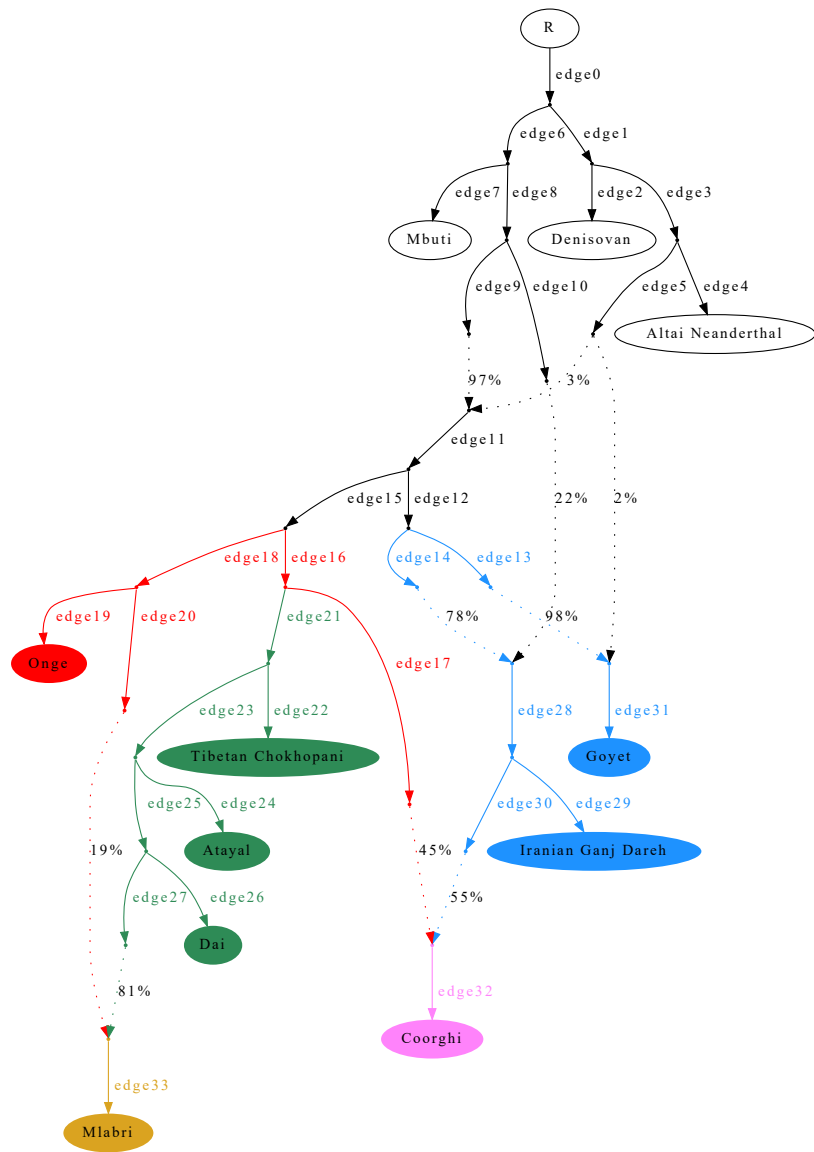 R
edge0
edge6 edge1
edge7 edge8 edge2 edge3
Mbuti Denisovan
edge9 edge10 edge5 edge4
Altai Neanderthal
97% 3%
edge11
edge15 edge12 22% 2%
edge18 edge16 edge14 edge13
edge19 edge20 edge21 78% 98%
Onge edge17
edge23 edge22 edge28 edge31
Tibetan Chokhopani Goyet
edge25 edge24 edge30 edge29
19% Atayal 45% Iranian Ganj Dareh
edge27 edge26 55%
Dai
81% edge32
Coorghi
edge33
Mlabri